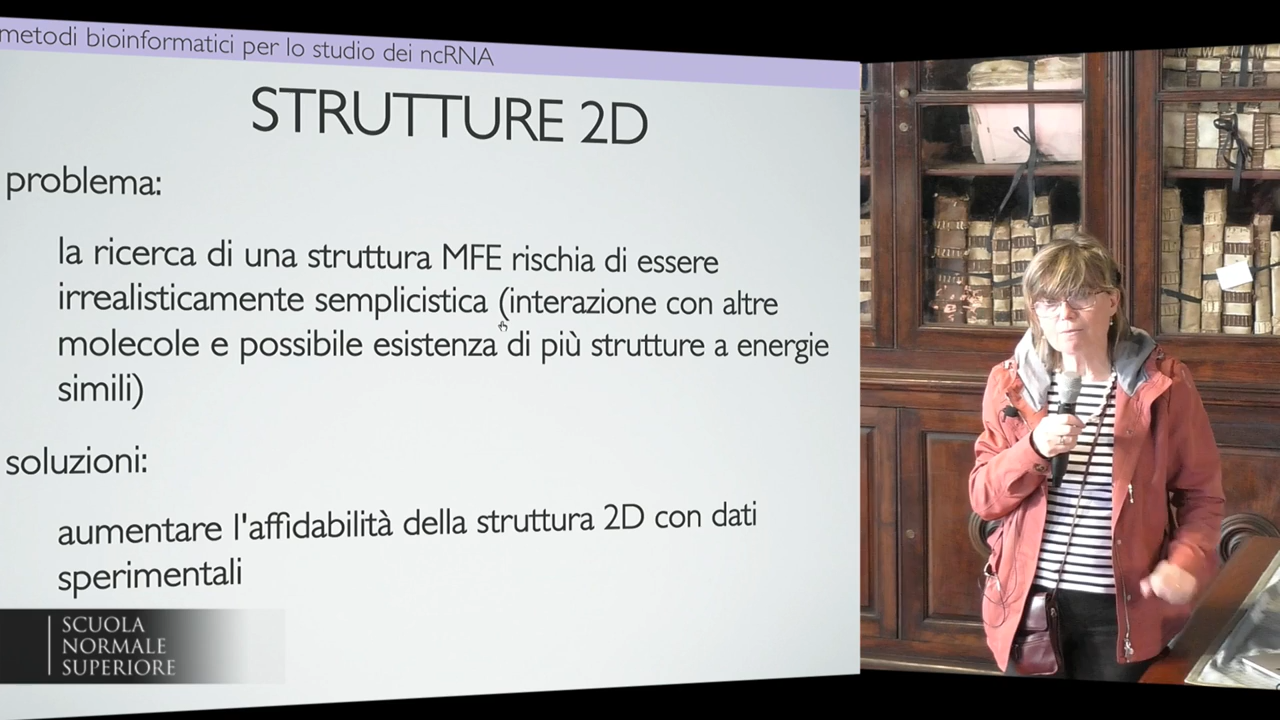 metodi bioinformatici per lo studio dei ncRNA
STRUTTURE 2D
problema:
la ricerca di una struttura MFE rischia di essere
irrealisticamente semplicistica (interazione con altre
molecole e possibile esistenza di più strutture a energie
simili)
soluzioni:
aumentare l'affidabilità della struttura 2D con dati
sperimentali
SCUOLA
NORMALE
SUPERIORE